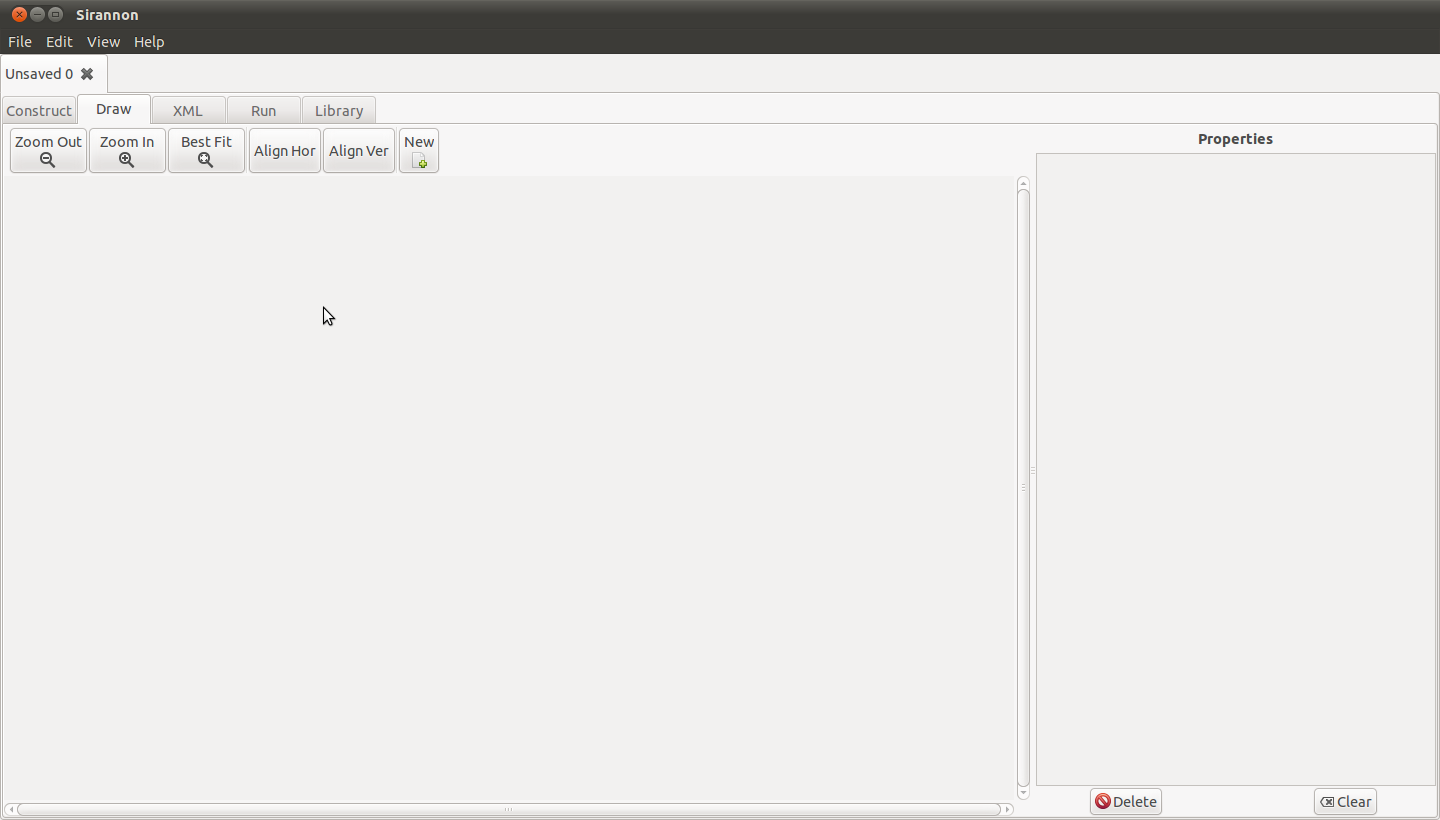 Sirannon
File Edit View Help
Unsaved 0
Construct Draw XML Run Library
Zoom Out Zoom In Best Fit Align Hor Align Ver New
Properties
Delete Clear